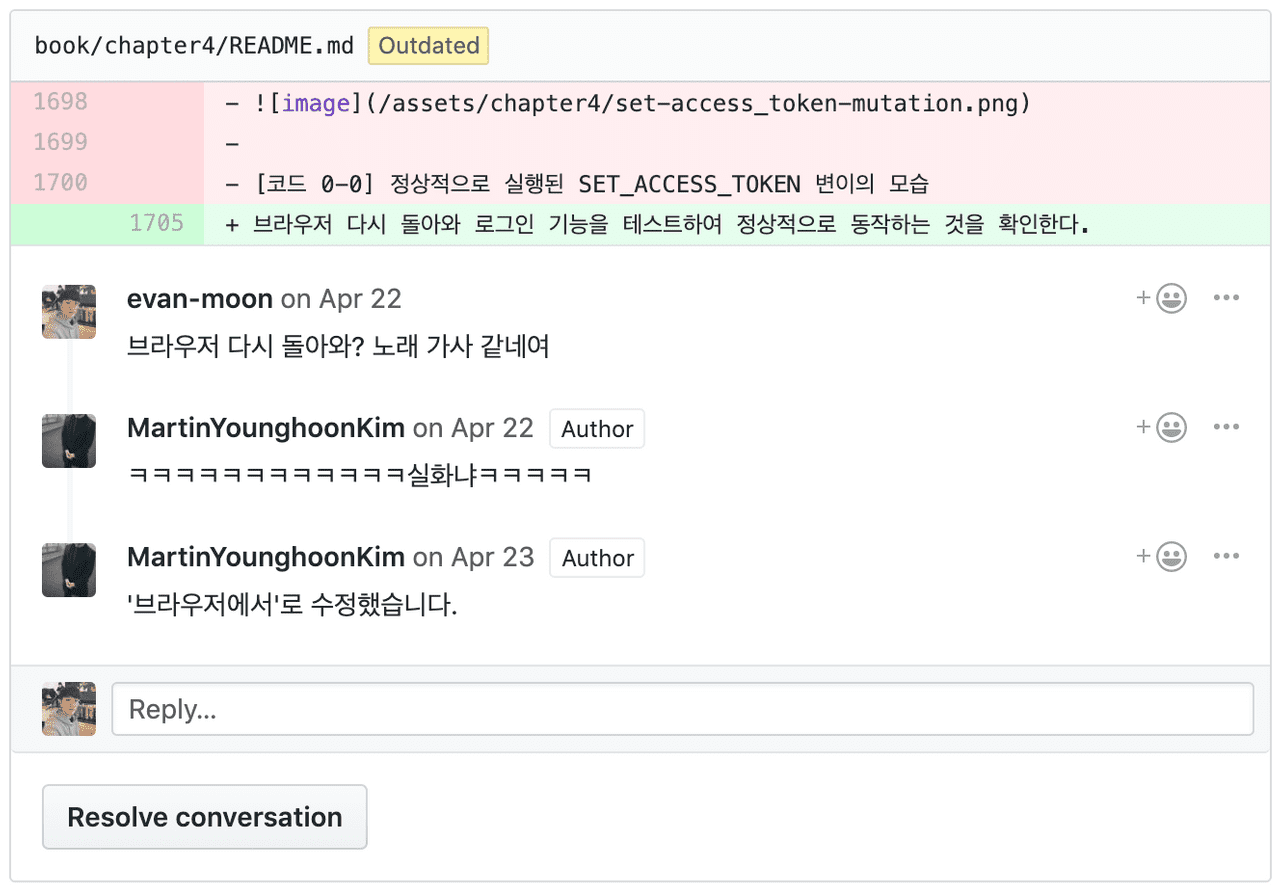 book/chapter4/README.md Outdated
1698 - ![image](/assets/chapter4/set-access_token-mutation.png)
1699 -
1700 - [코드 0-0] 정상적으로 실행된 SET_ACCESS_TOKEN 변이의 모습
1705 + 브라우저 다시 돌아와 로그인 기능을 테스트하여 정상적으로 동작하는 것을 확인한다.
evan-moon on Apr 22
브라우저 다시 돌아와? 노래 가사 같네여
MartinYounghoonKim on Apr 22 Author
ㅋㅋㅋㅋㅋㅋㅋㅋㅋㅋㅋㅋ실화냐ㅋㅋㅋㅋㅋ
MartinYounghoonKim on Apr 23 Author
'브라우저에서'로 수정했습니다.
Reply...
Resolve conversation